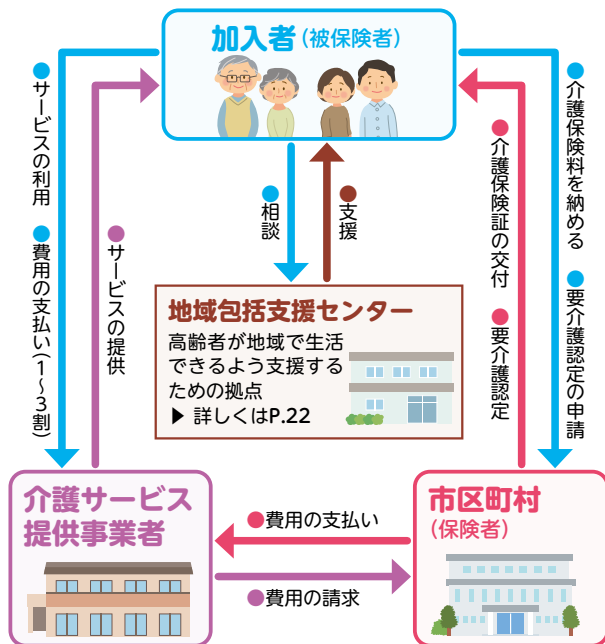 加入者（被保険者）
●サービスの利用
●費用の支払い（1〜3割）
●サービスの提供
●相談
●支援
●介護保険証の交付
●要介護認定
●介護保険料を納める
●要介護認定の申請
地域包括支援センター
高齢者が地域で生活
できるよう支援する
ための拠点
▶ 詳しくはP.22
介護サービス
提供事業者
●費用の支払い
●費用の請求
市区町村
（保険者）